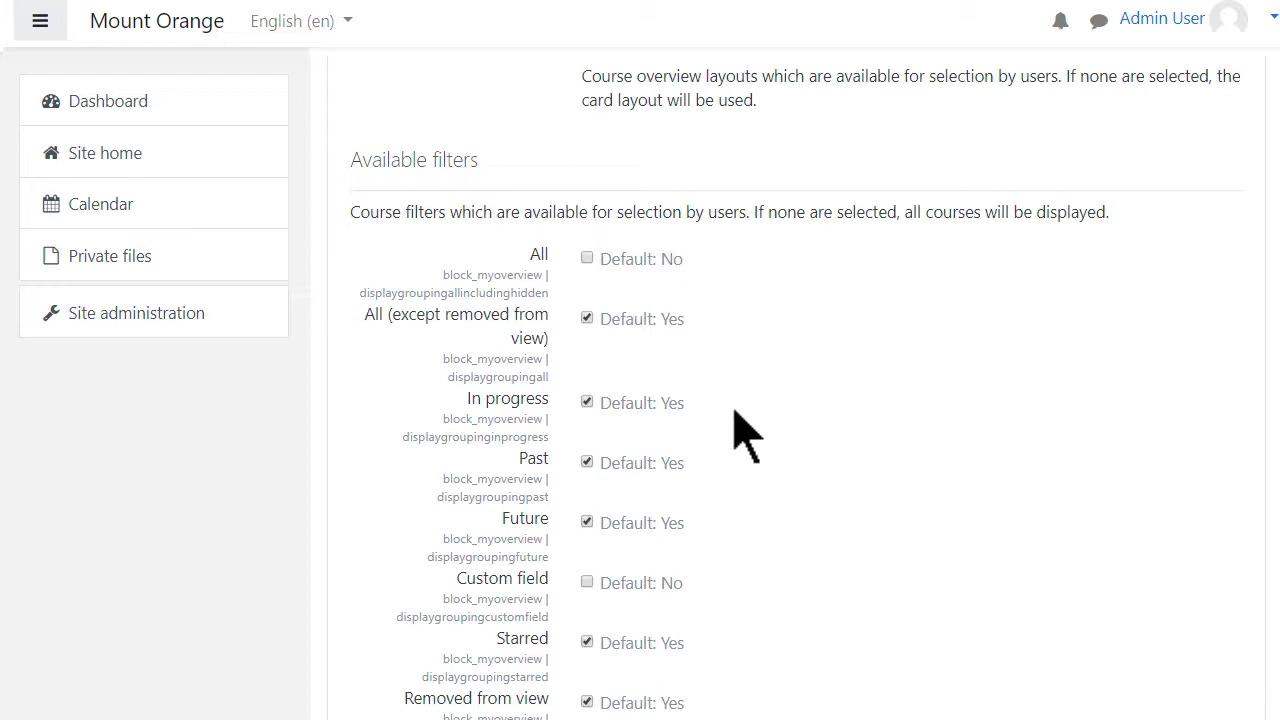 Mount Orange
English (en)
Admin User
Dashboard
Site home
Calendar
Private files
Site administration
Course overview layouts which are available for selection by users. If none are selected, the
card layout will be used.
Available filters
Course filters which are available for selection by users. If none are selected, all courses will be displayed.
All
Default: No
block_myoverview |
displaygroupingallincludinghidden
All (except removed from
view)
Default: Yes
block_myoverview |
displaygroupingall
In progress
Default: Yes
block_myoverview |
displaygroupinginprogress
Past
Default: Yes
block_myoverview |
displaygroupingpast
Future
Default: Yes
block_myoverview |
displaygroupingfuture
Custom field
Default: No
block_myoverview |
displaygroupingcustomfield
Starred
Default: Yes
block_myoverview |
displaygroupingstarred
Removed from view
Default: Yes
block_myoverview |